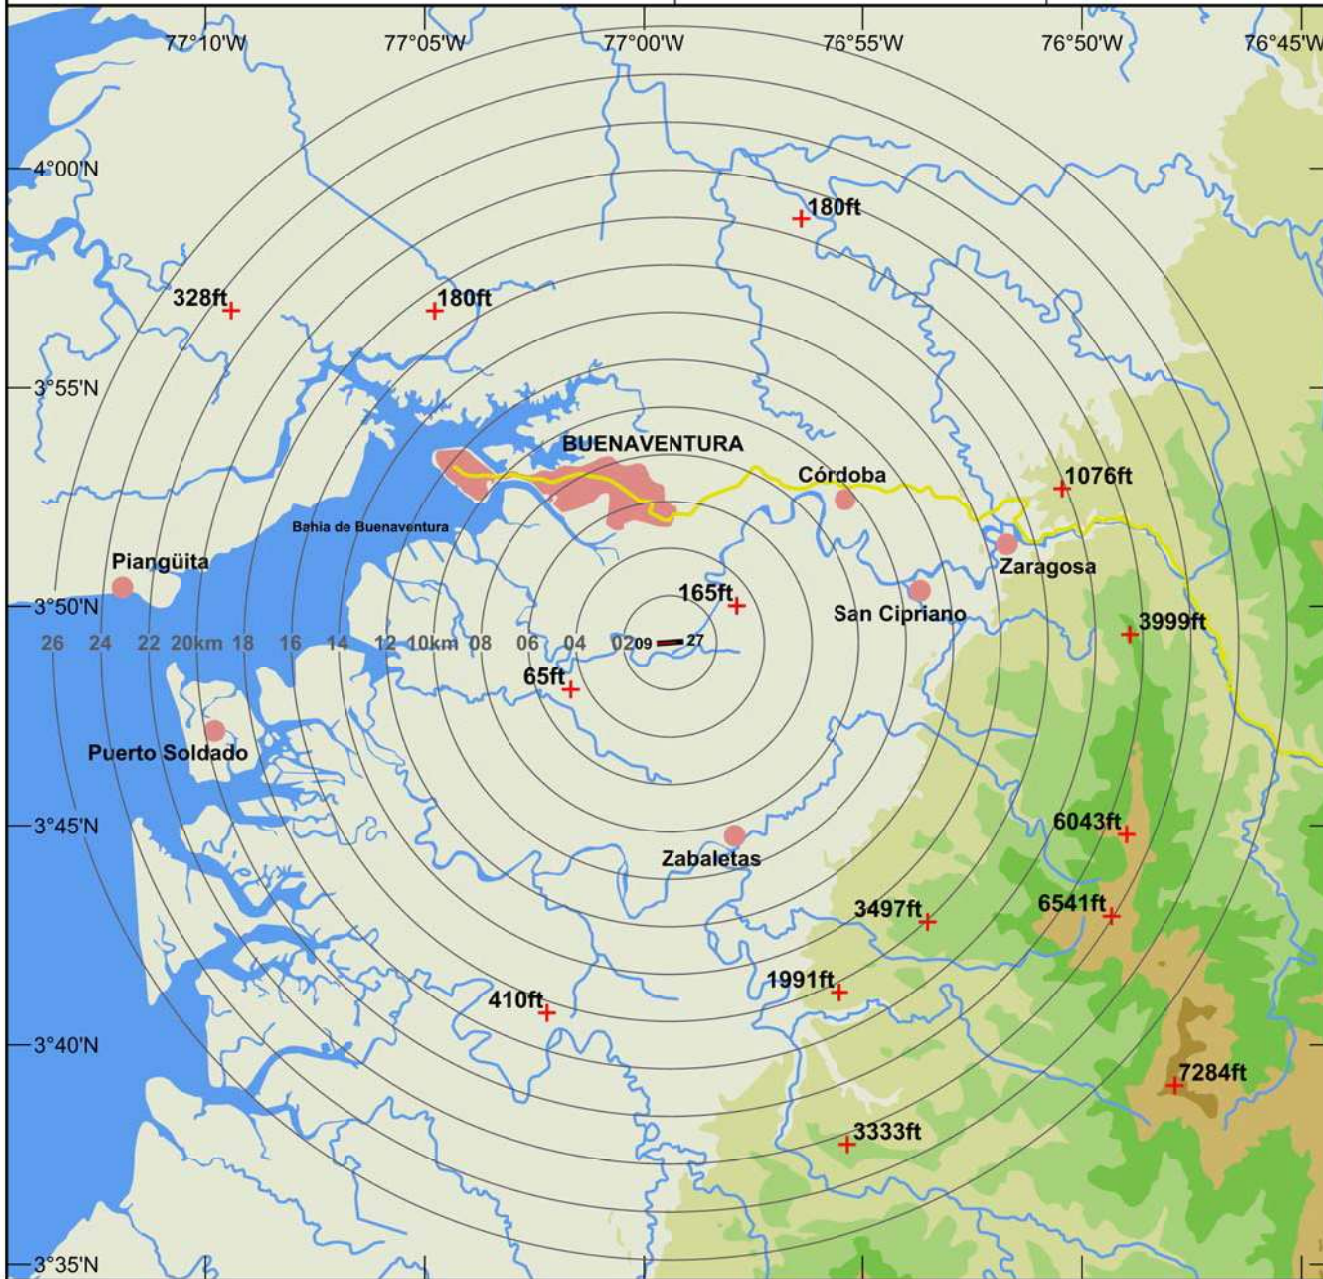 77°10'W 77°05'W 77°00'W 76°55'W 76°50'W 76°45'W
4°00'N
180ft
328ft 180ft
3°55'N
BUENAVENTURA
Córdoba 1076ft
Bahia de Buenaventura
Piangüita Zaragosa
165ft
3°50'N
San Cipriano
3999ft
26 24 22 20km 18 16 14 12 10km 08 06 04 02 09 27
65ft
Puerto Soldado
3°45'N 6043ft
Zabaletas
3497ft 6541ft
1991ft
410ft
3°40'N
7284ft
3333ft
3°35'N